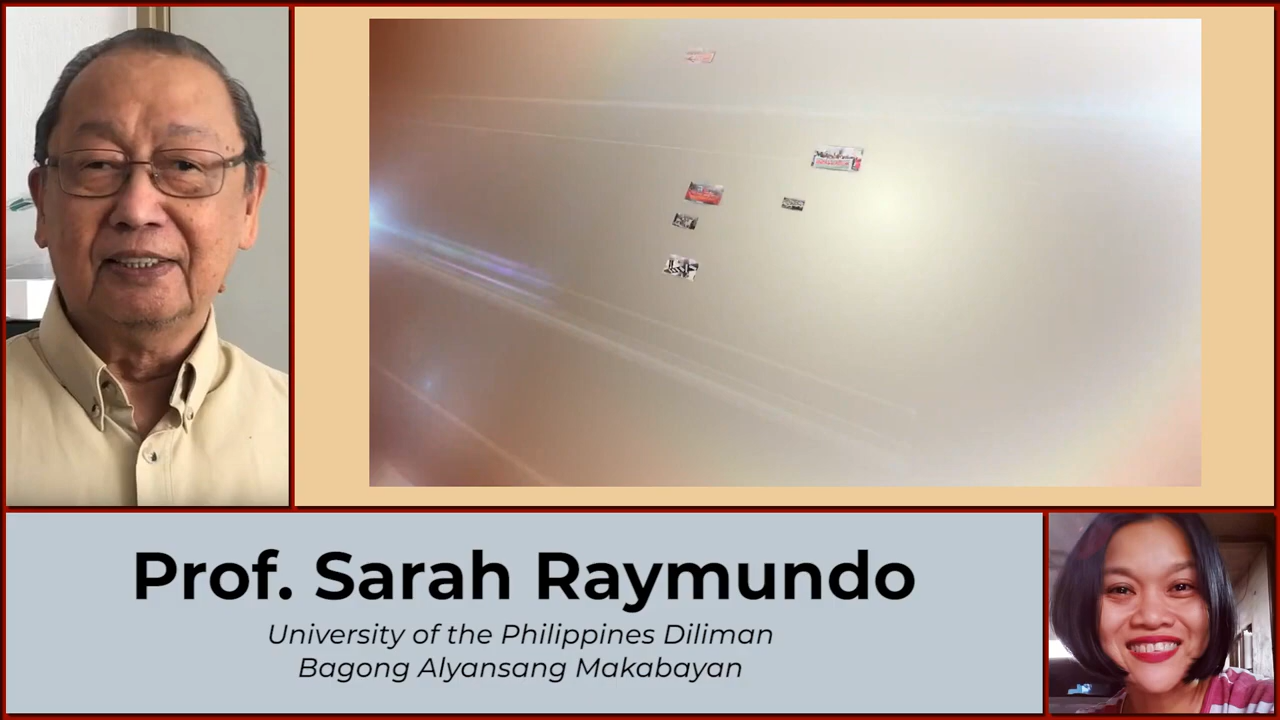 Prof. Sarah Raymundo
University of the Philippines Diliman
Bagong Alyansang Makabayan